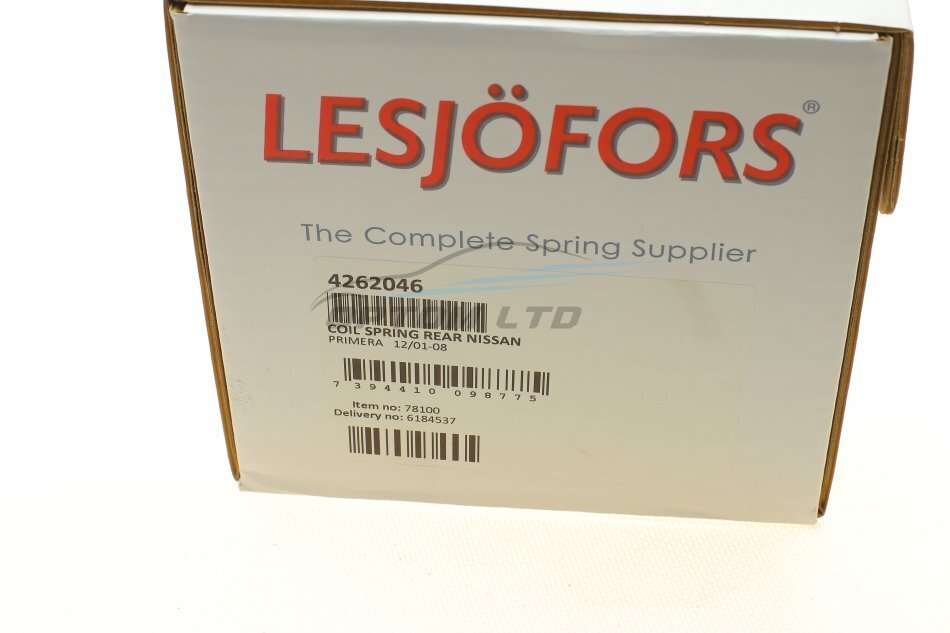 LESJÖFORS®
The Complete Spring Supplier
4262046
LTD
COIL SPRING REAR NISSAN
PRIMERA 12/01-08
7 394410 098775
Item no: 78100
Delivery no: 6184537